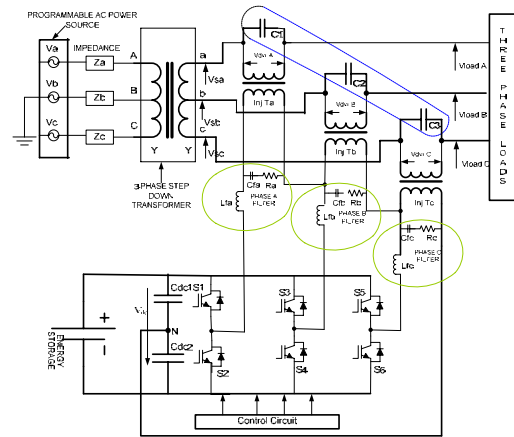 PROGRAMMABLE AC POWER
SOURCE
Va
Vb
Vc
IMPEDANCE
Za
Zb
Zc
A
B
C
Y
Y
a
b
c
Vsa
Vsb
Vsc
3-PHASE STEP
DOWN
TRANSFORMER
C1
Vdvr A
Inj Ta
C2
Vdvr B
Inj Tb
C3
Vdvr C
Inj Tc
Vload A
Vload B
Vload C
THREE PHASE LOADS
Cfa
Ra
PHASE A
FILTER
Lfa
Cfb
Rb
PHASE B
FILTER
Lfb
Cfc
Rc
PHASE C
FILTER
Lfc
ENERGY
STORAGE
+
-
Vdc
Cdc1
N
Cdc2
S1
S2
S3
S4
S5
S6
Control Circuit